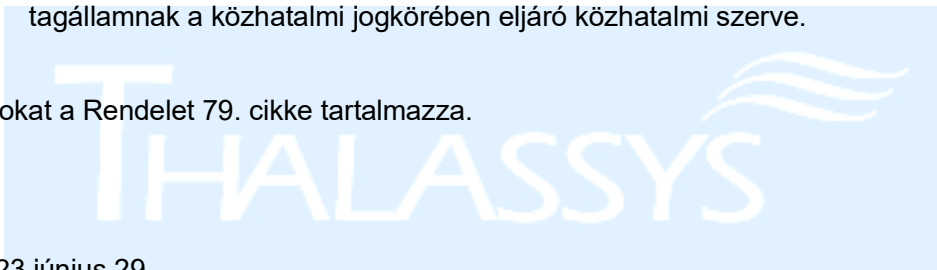 tagállamnak a közhatalmi jogkörében eljáró közhatalmi szerve.
okat a Rendelet 79. cikke tartalmazza.
THALASSYS
23 június 29.